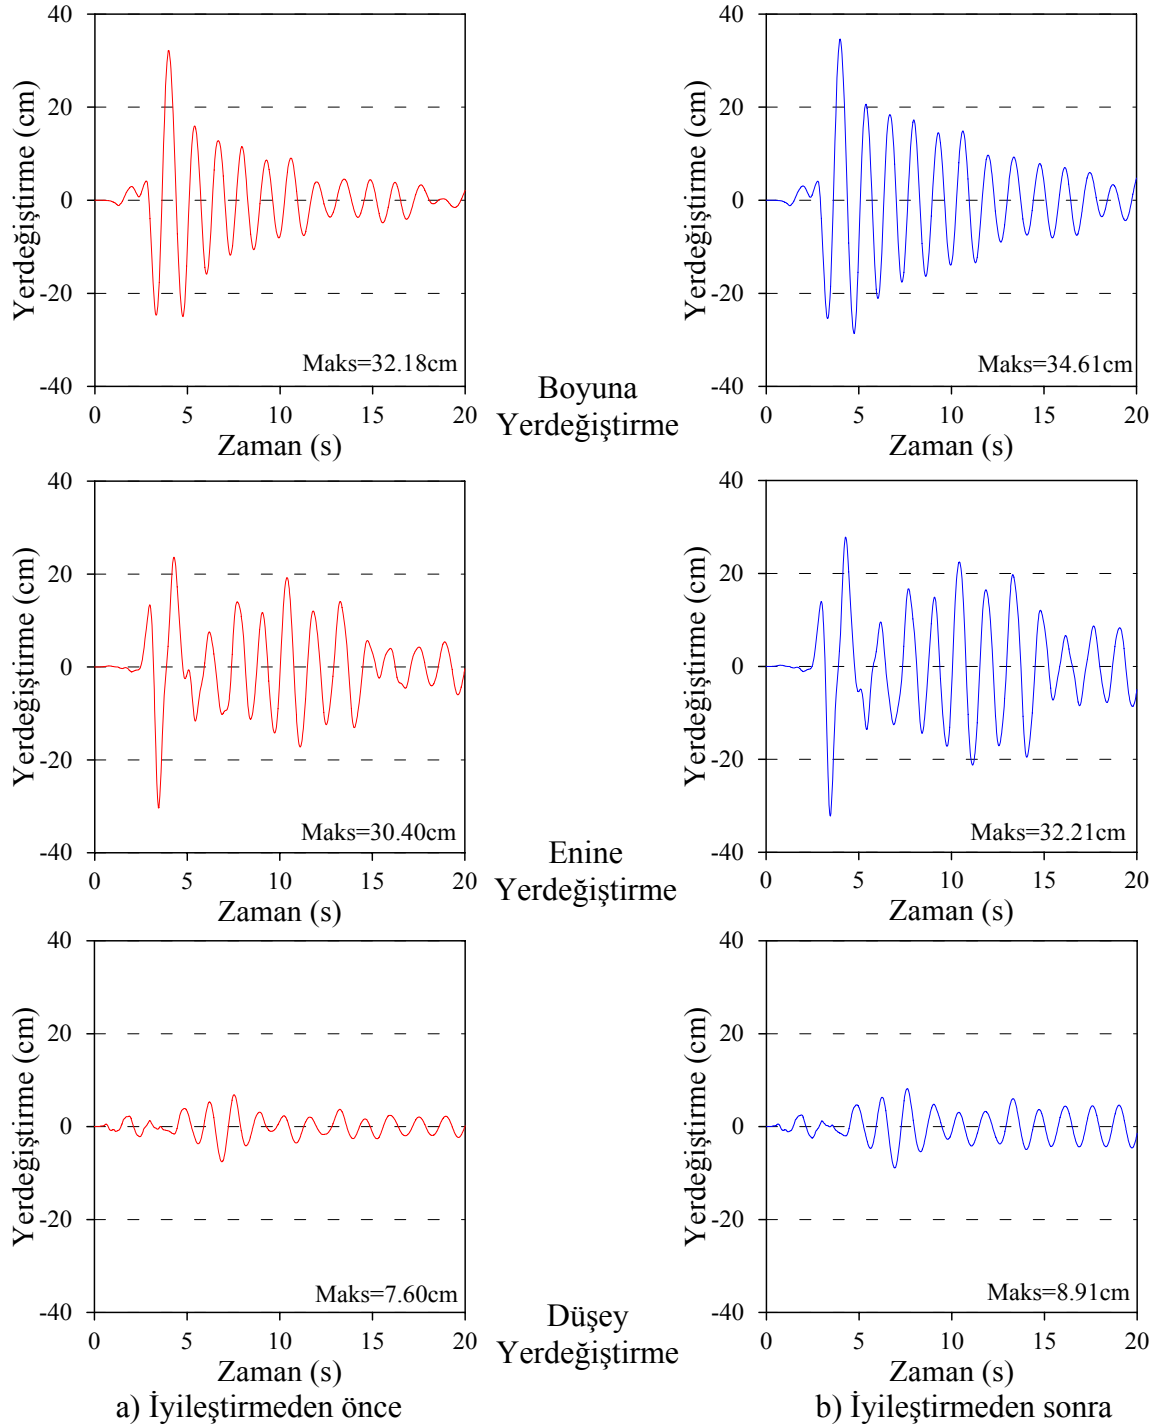 40
20
0
-20
-40
Yerdeğiştirme (cm)
Maks=32.18cm
0 5 10 15 20
Zaman (s)
Boyuna
Yerdeğiştirme
40
20
0
-20
-40
Yerdeğiştirme (cm)
Maks=34.61cm
0 5 10 15 20
Zaman (s)
40
20
0
-20
-40
Yerdeğiştirme (cm)
Maks=30.40cm
0 5 10 15 20
Zaman (s)
Enine
Yerdeğiştirme
40
20
0
-20
-40
Yerdeğiştirme (cm)
Maks=32.21cm
0 5 10 15 20
Zaman (s)
40
20
0
-20
-40
Yerdeğiştirme (cm)
Maks=7.60cm
0 5 10 15 20
Zaman (s)
Düşey
Yerdeğiştirme
40
20
0
-20
-40
Yerdeğiştirme (cm)
Maks=8.91cm
0 5 10 15 20
Zaman (s)
a) İyileştirmeden önce
b) İyileştirmeden sonra